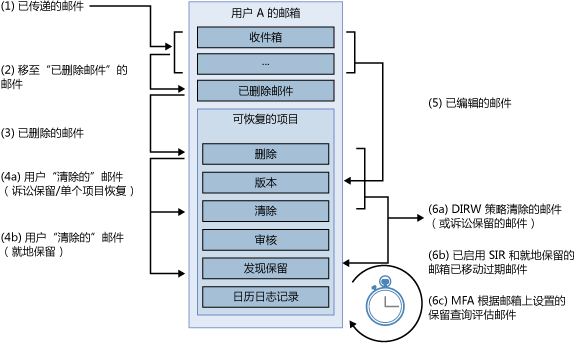 (1) 已传递的邮件
(2) 移至“已删除邮件”的
邮件
(3) 已删除的邮件
(4a) 用户“清除的”邮件
（诉讼保留/单个项目恢复）
(4b) 用户“清除的”邮件
（就地保留）
用户 A 的邮箱
收件箱
...
已删除邮件
可恢复的项目
删除
版本
清除
审核
发现保留
日历日志记录
(5) 已编辑的邮件
(6a) DIRW 策略清除的邮件
（或诉讼保留的邮件）
(6b) 已启用 SIR 和就地保留的
邮箱已移动过期邮件
(6c) MFA 根据邮箱上设置的
保留查询评估邮件